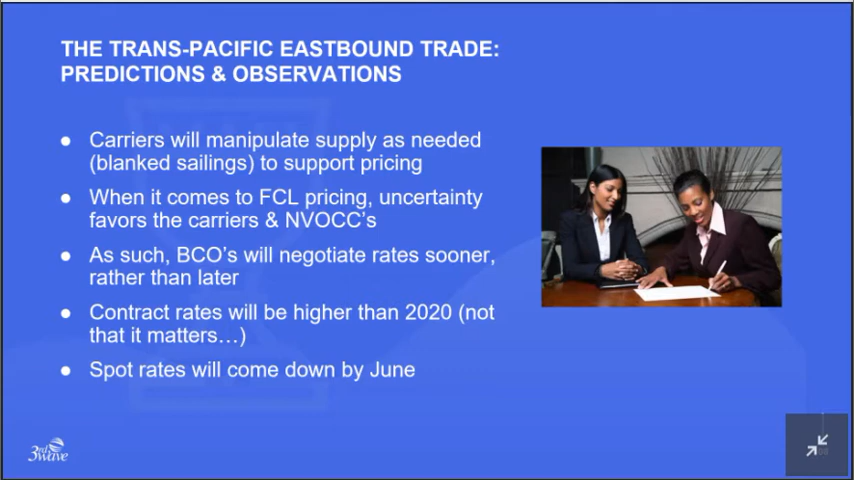 THE TRANS-PACIFIC EASTBOUND TRADE:
PREDICTIONS & OBSERVATIONS
● Carriers will manipulate supply as needed
(blanked sailings) to support pricing
● When it comes to FCL pricing, uncertainty
favors the carriers & NVOCC's
● As such, BCO's will negotiate rates sooner,
rather than later
● Contract rates will be higher than 2020 (not
that it matters…)
● Spot rates will come down by June
3rd wave